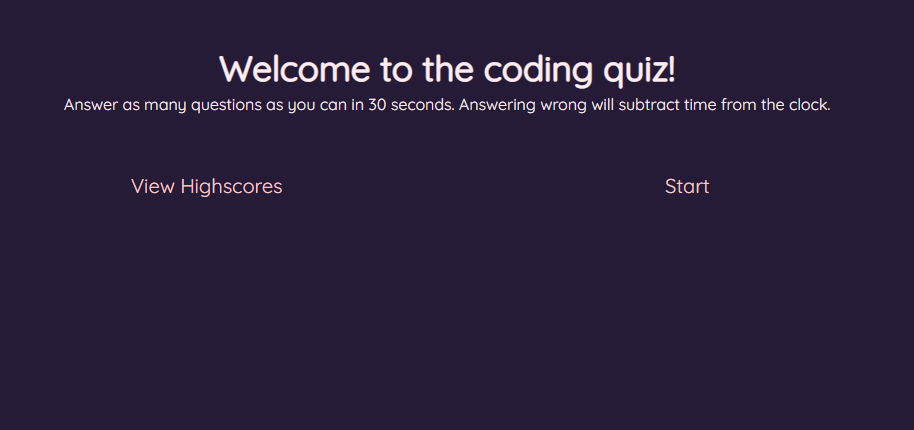 Welcome to the coding quiz!
Answer as many questions as you can in 30 seconds. Answering wrong will subtract time from the clock.
View Highscores
Start